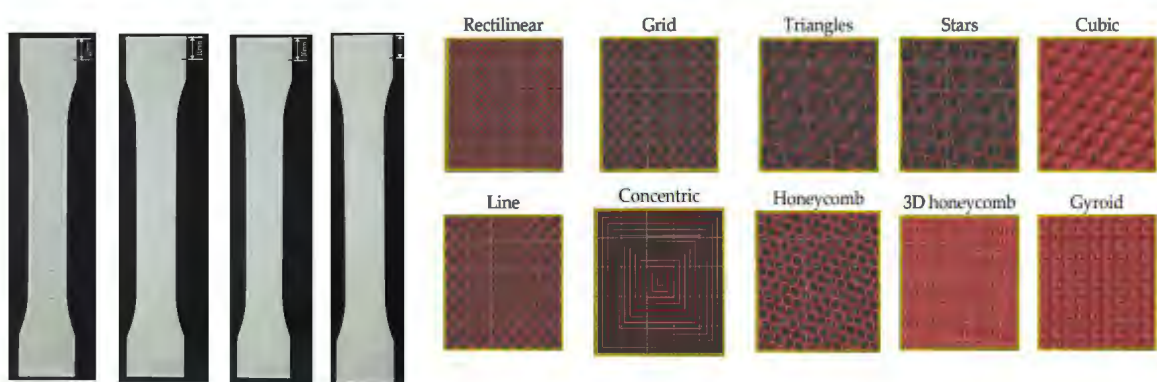 Rectilinear
Grid
Triangles
Stars
Cubic
Line
Concentric
Honeycomb
3D honeycomb
Gyroid